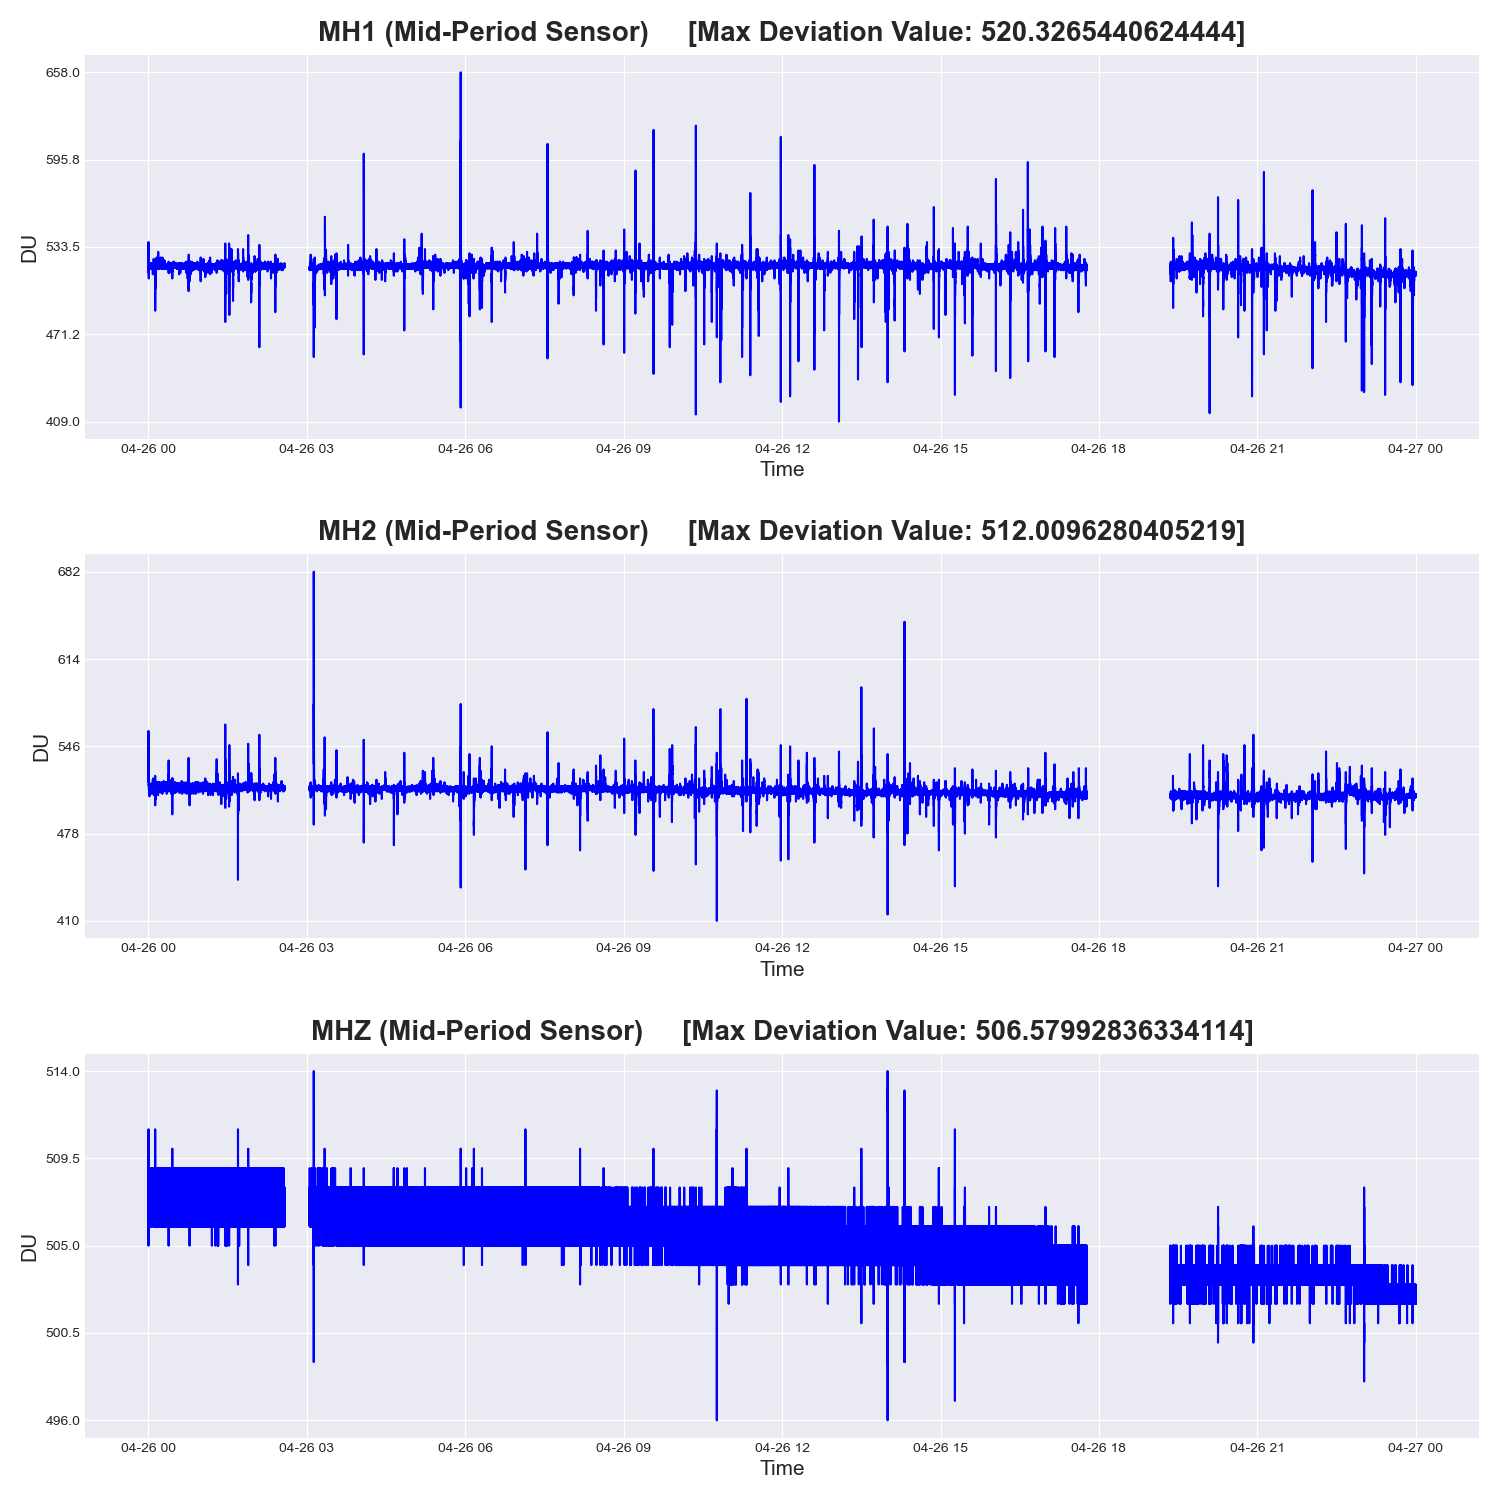 MH1 (Mid-Period Sensor)     [Max Deviation Value: 520.3265440624444]
658.0
595.8
533.5
471.2
409.0
DU
04-26 00 04-26 03 04-26 06 04-26 09 04-26 12 04-26 15 04-26 18 04-26 21 04-27 00
Time
MH2 (Mid-Period Sensor)     [Max Deviation Value: 512.0096280405219]
682
614
546
478
410
DU
04-26 00 04-26 03 04-26 06 04-26 09 04-26 12 04-26 15 04-26 18 04-26 21 04-27 00
Time
MHZ (Mid-Period Sensor)     [Max Deviation Value: 506.57992836334114]
514.0
509.5
505.0
500.5
496.0
DU
04-26 00 04-26 03 04-26 06 04-26 09 04-26 12 04-26 15 04-26 18 04-26 21 04-27 00
Time